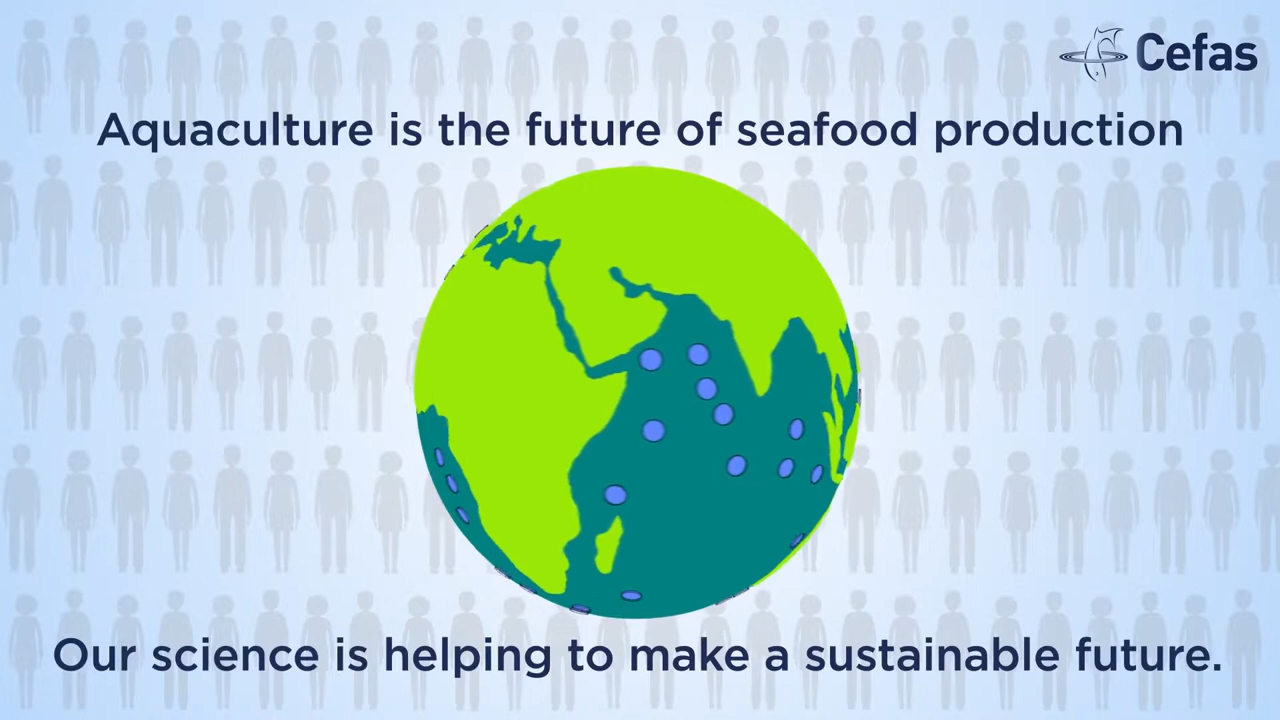 Cefas
Aquaculture is the future of seafood production
Our science is helping to make a sustainable future.